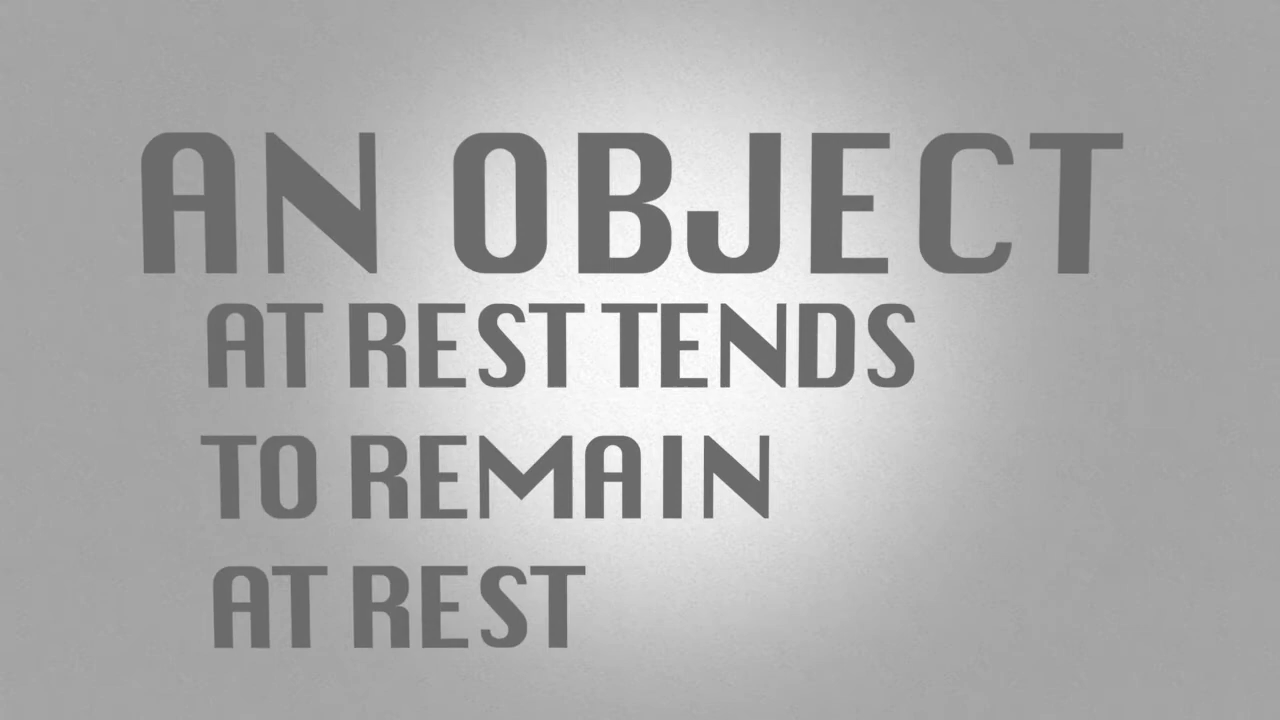 AN OBJECT
AT REST TENDS
TO REMAIN
AT REST